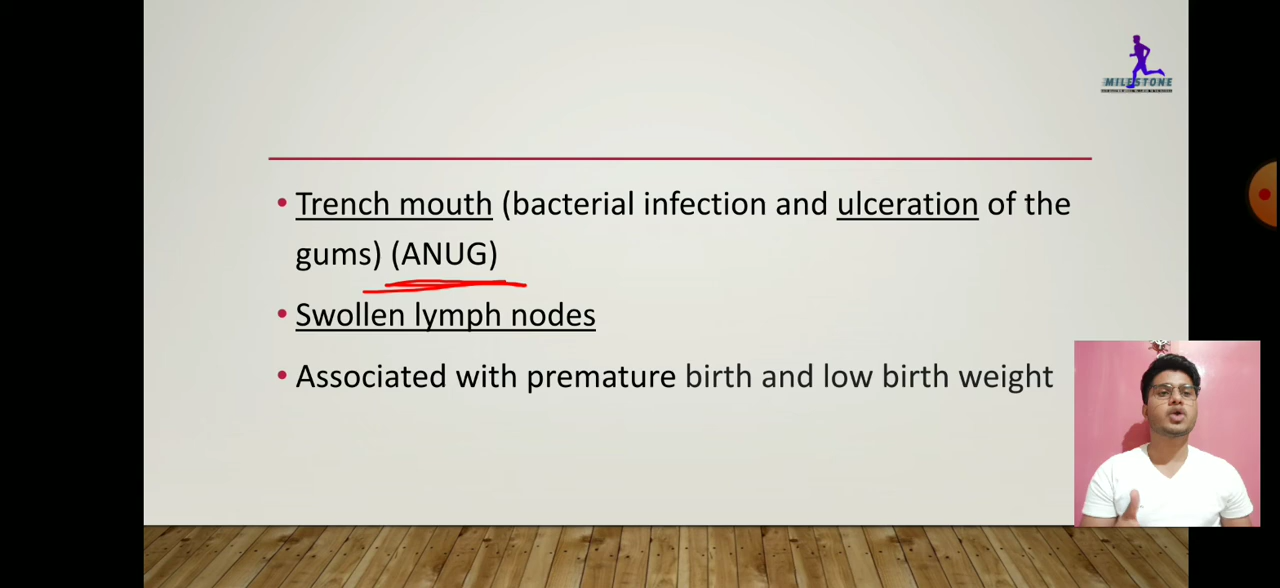 MILESTONE
• Trench mouth (bacterial infection and ulceration of the
gums) (ANUG)
• Swollen lymph nodes
• Associated with premature birth and low birth weight